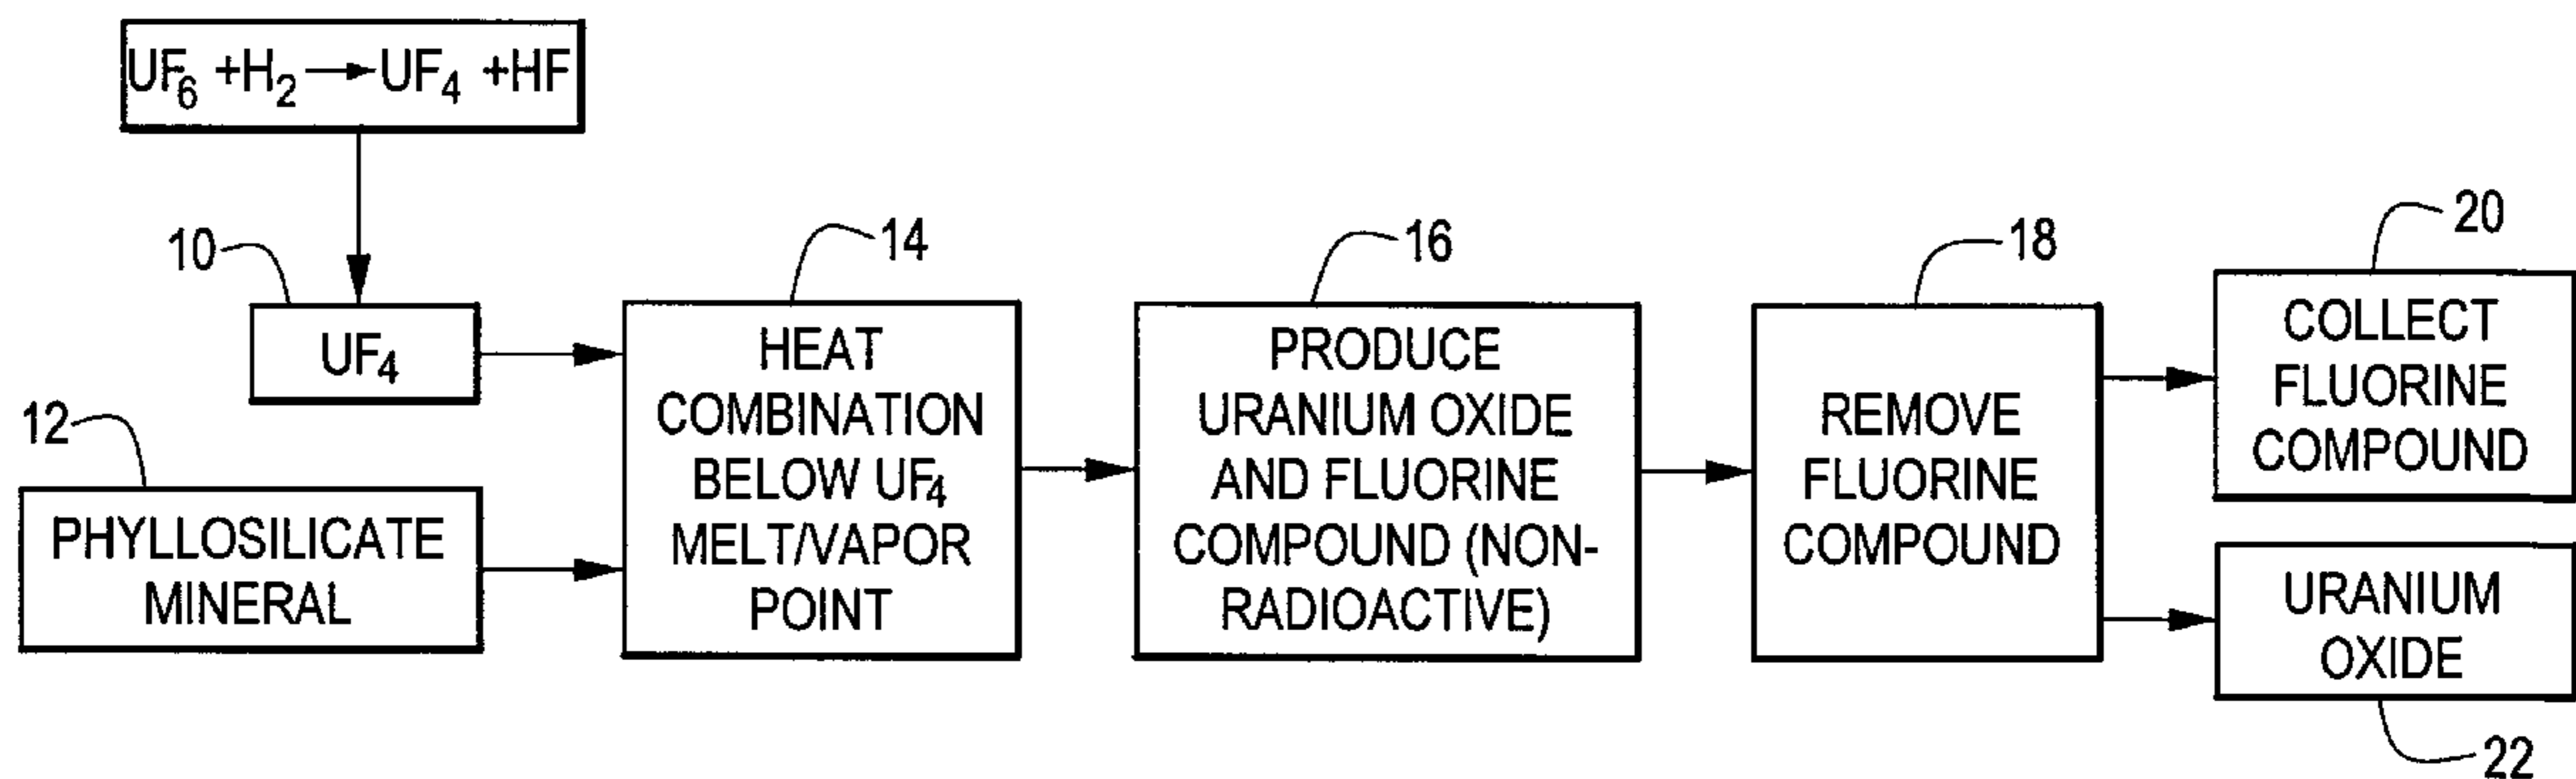 UF₆ +H₂ → UF₄ +HF
10
UF₄
12
PHYLLOSILICATE
MINERAL
14
HEAT
COMBINATION
BELOW UF₄
MELT/VAPOR
POINT
16
PRODUCE
URANIUM OXIDE
AND FLUORINE
COMPOUND (NON-
RADIOACTIVE)
18
REMOVE
FLUORINE
COMPOUND
20
COLLECT
FLUORINE
COMPOUND
URANIUM
OXIDE
22